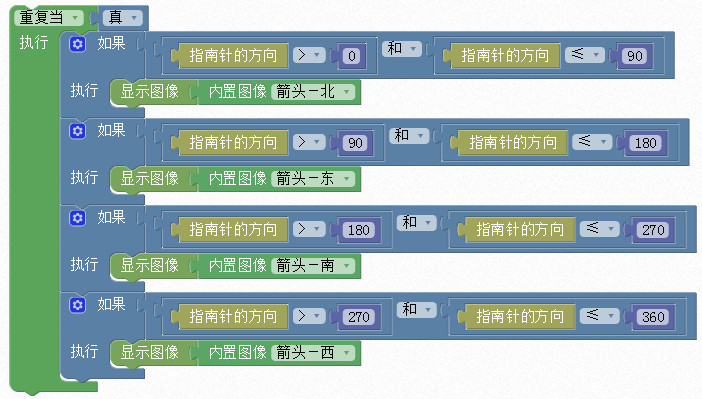 重复当 真
执行 如果 指南针的方向 > 0 和 指南针的方向 ≤ 90
执行 显示图像 内置图像 箭头－北
如果 指南针的方向 > 90 和 指南针的方向 ≤ 180
执行 显示图像 内置图像 箭头－东
如果 指南针的方向 > 180 和 指南针的方向 ≤ 270
执行 显示图像 内置图像 箭头－南
如果 指南针的方向 > 270 和 指南针的方向 ≤ 360
执行 显示图像 内置图像 箭头－西